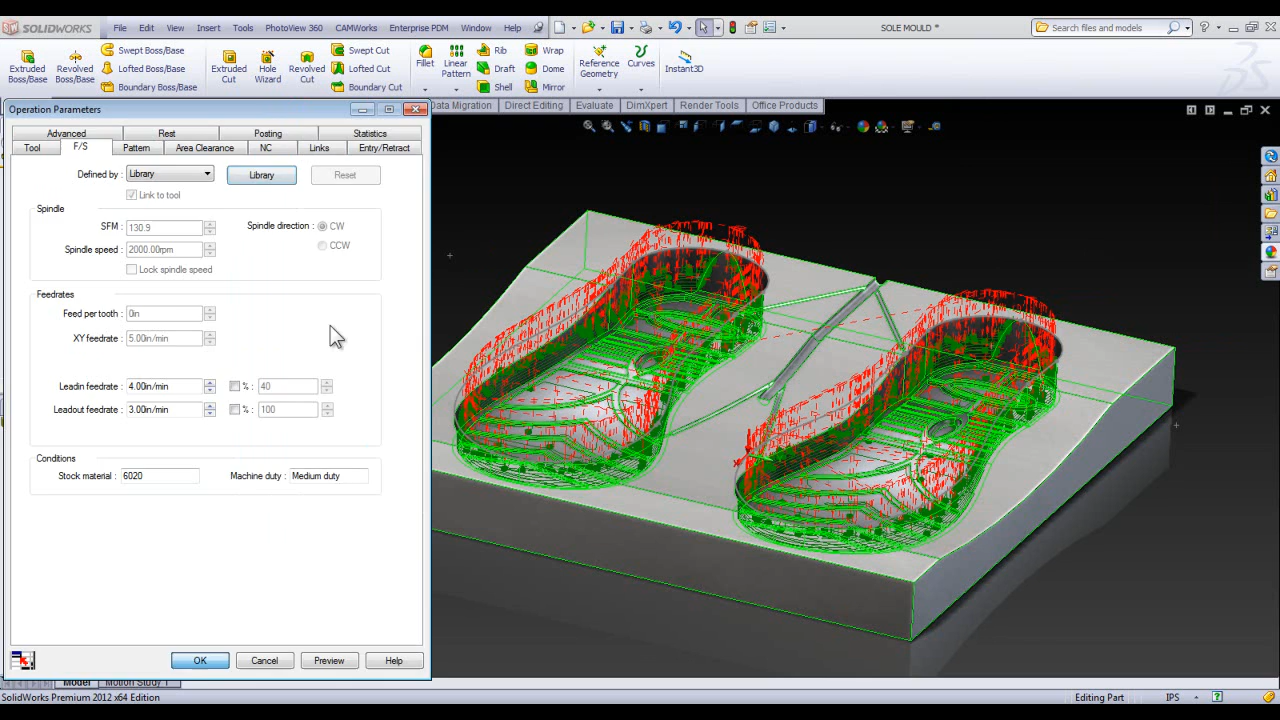 SOLIDWORKS File Edit View Insert Tools PhotoView 360 CAMWorks Enterprise PDM Window Help SOLE MOULD * Search files and models
Extruded Boss/Base Revolved Boss/Base Swept Boss/Base Lofted Boss/Base Boundary Boss/Base Extruded Cut Hole Wizard Revolved Cut Swept Cut Lofted Cut Boundary Cut Fillet Linear Pattern Rib Draft Shell Wrap Dome Mirror Reference Geometry Curves Instant3D
Data Migration Direct Editing Evaluate DimXpert Render Tools Office Products
Operation Parameters
Advanced Rest Posting Statistics
Tool F/S Pattern Area Clearance NC Links Entry/Retract
Defined by : Library Library Reset
Link to tool
Spindle
SFM : 130.9 Spindle direction : CW
Spindle speed : 2000.00rpm CCW
Lock spindle speed
Feedrates
Feed per tooth : 0in
XY feedrate : 5.00in/min
Leadin feedrate : 4.00in/min % : 40
Leadout feedrate : 3.00in/min % : 100
Conditions
Stock material : 6020 Machine duty : Medium duty
OK Cancel Preview Help
Model Motion Study 1
SolidWorks Premium 2012 x64 Edition Editing Part IPS